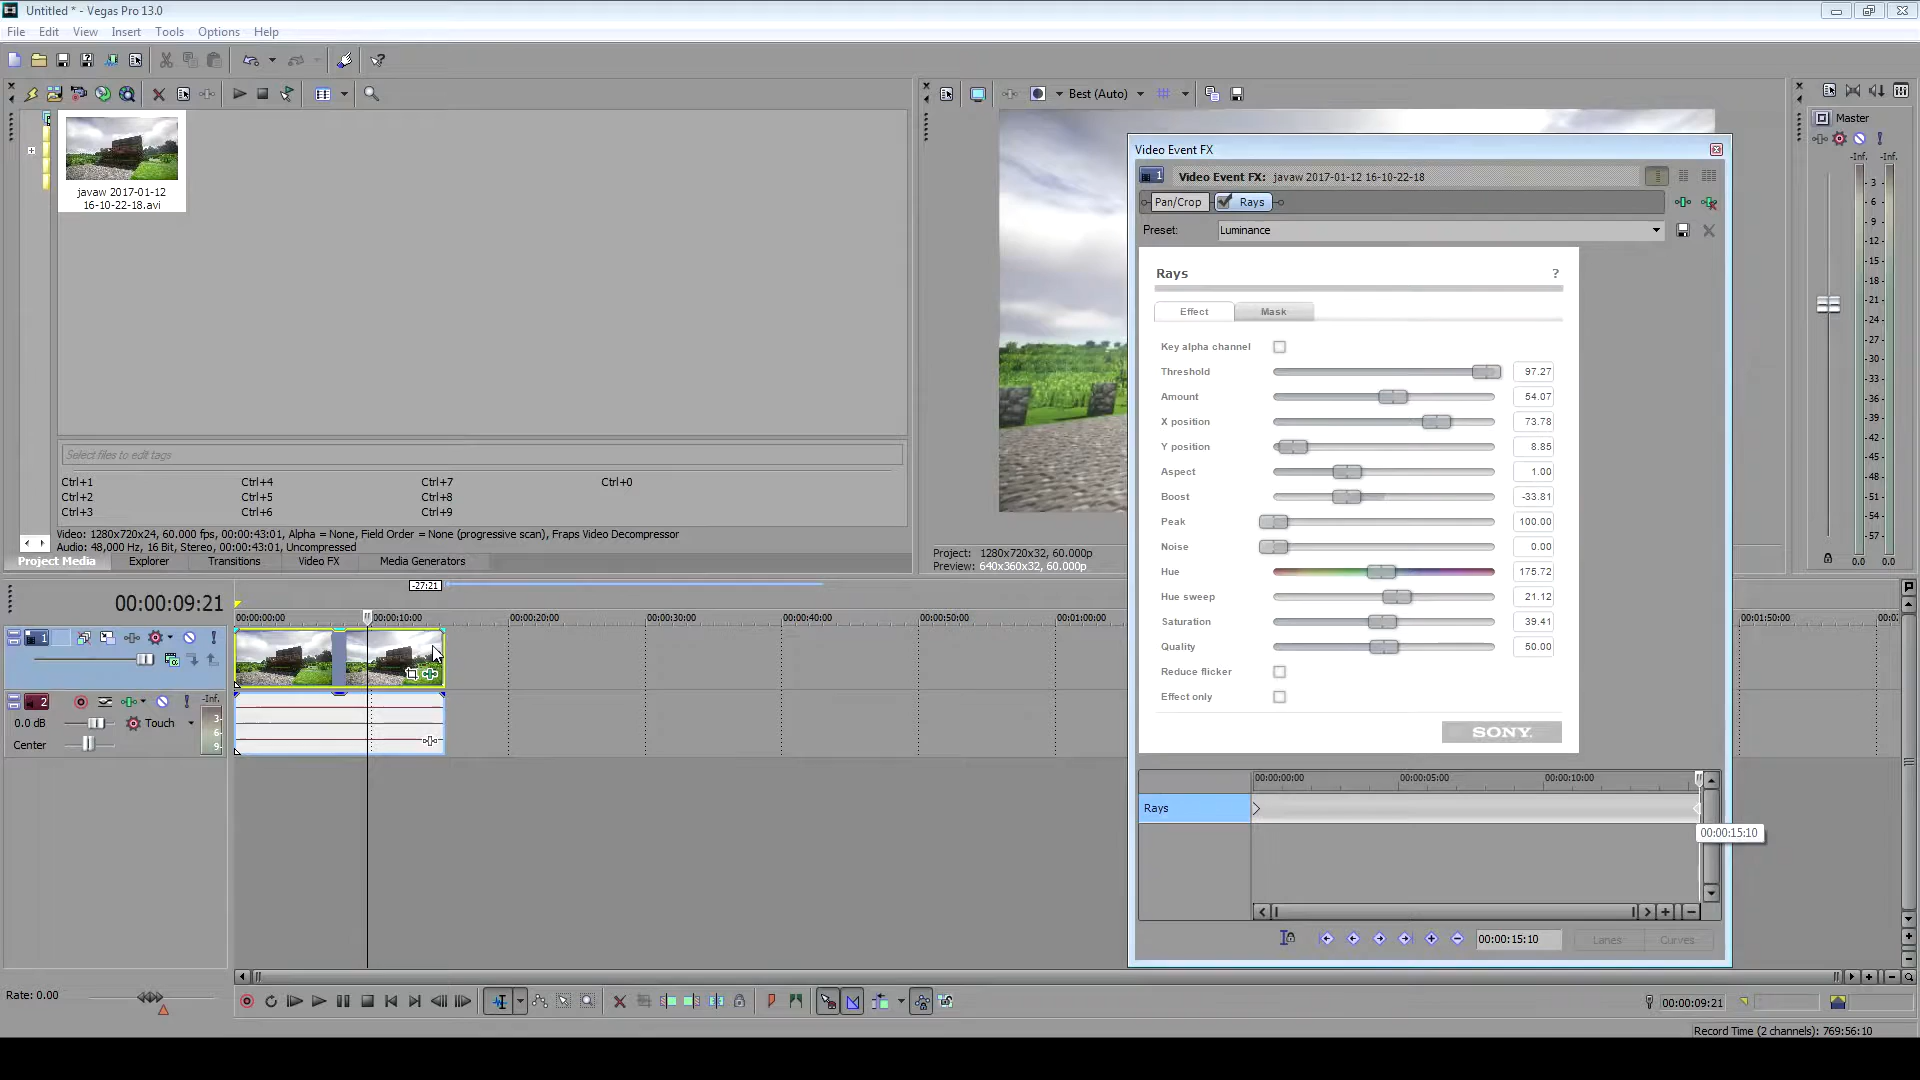 Untitled * - Vegas Pro 13.0
File Edit View Insert Tools Options Help
Best (Auto)
Master
-Inf. -Inf.
javaw 2017-01-12
16-10-22-18.avi
Select files to edit tags
Ctrl+1 Ctrl+4 Ctrl+7 Ctrl+0
Ctrl+2 Ctrl+5 Ctrl+8
Ctrl+3 Ctrl+6 Ctrl+9
Video: 1280x720x24, 60.000 fps, 00:00:43:01, Alpha = None, Field Order = None (progressive scan), Fraps Video Decompressor
Audio: 48,000 Hz, 16 Bit, Stereo, 00:00:43:01, Uncompressed
Project Media Explorer Transitions Video FX Media Generators
Project: 1280x720x32, 60.000p
Preview: 640x360x32, 60.000p
Video Event FX
1 Video Event FX: javaw 2017-01-12 16-10-22-18
Pan/Crop Rays
Preset: Luminance
Rays ?
Effect Mask
Key alpha channel
Threshold 97.27
Amount 54.07
X position 73.78
Y position 8.85
Aspect 1.00
Boost -33.81
Peak 100.00
Noise 0.00
Hue 175.72
Hue sweep 21.12
Saturation 39.41
Quality 50.00
Reduce flicker
Effect only
SONY.
00:00:00:00 00:00:05:00 00:00:10:00
Rays
00:00:15:10
00:00:15:10 Lanes Curves
3
6
9
12
15
18
21
24
27
30
33
36
39
42
45
48
51
54
57
0.0 0.0
-27:21
00:00:09:21
00:00:00:00 00:00:10:00 00:00:20:00 00:00:30:00 00:00:40:00 00:00:50:00 00:01:00:00 00:01:50:00
1
2 -Inf.
0.0 dB Touch 3
6
Center 9
Rate: 0.00
00:00:09:21
Record Time (2 channels): 769:56:10